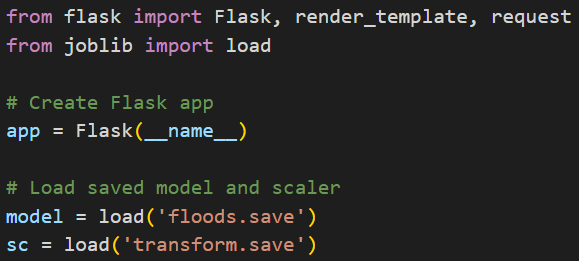 from flask import Flask, render_template, request
from joblib import load
# Create Flask app
app = Flask(__name__)
# Load saved model and scaler
model = load('floods.save')
sc = load('transform.save')